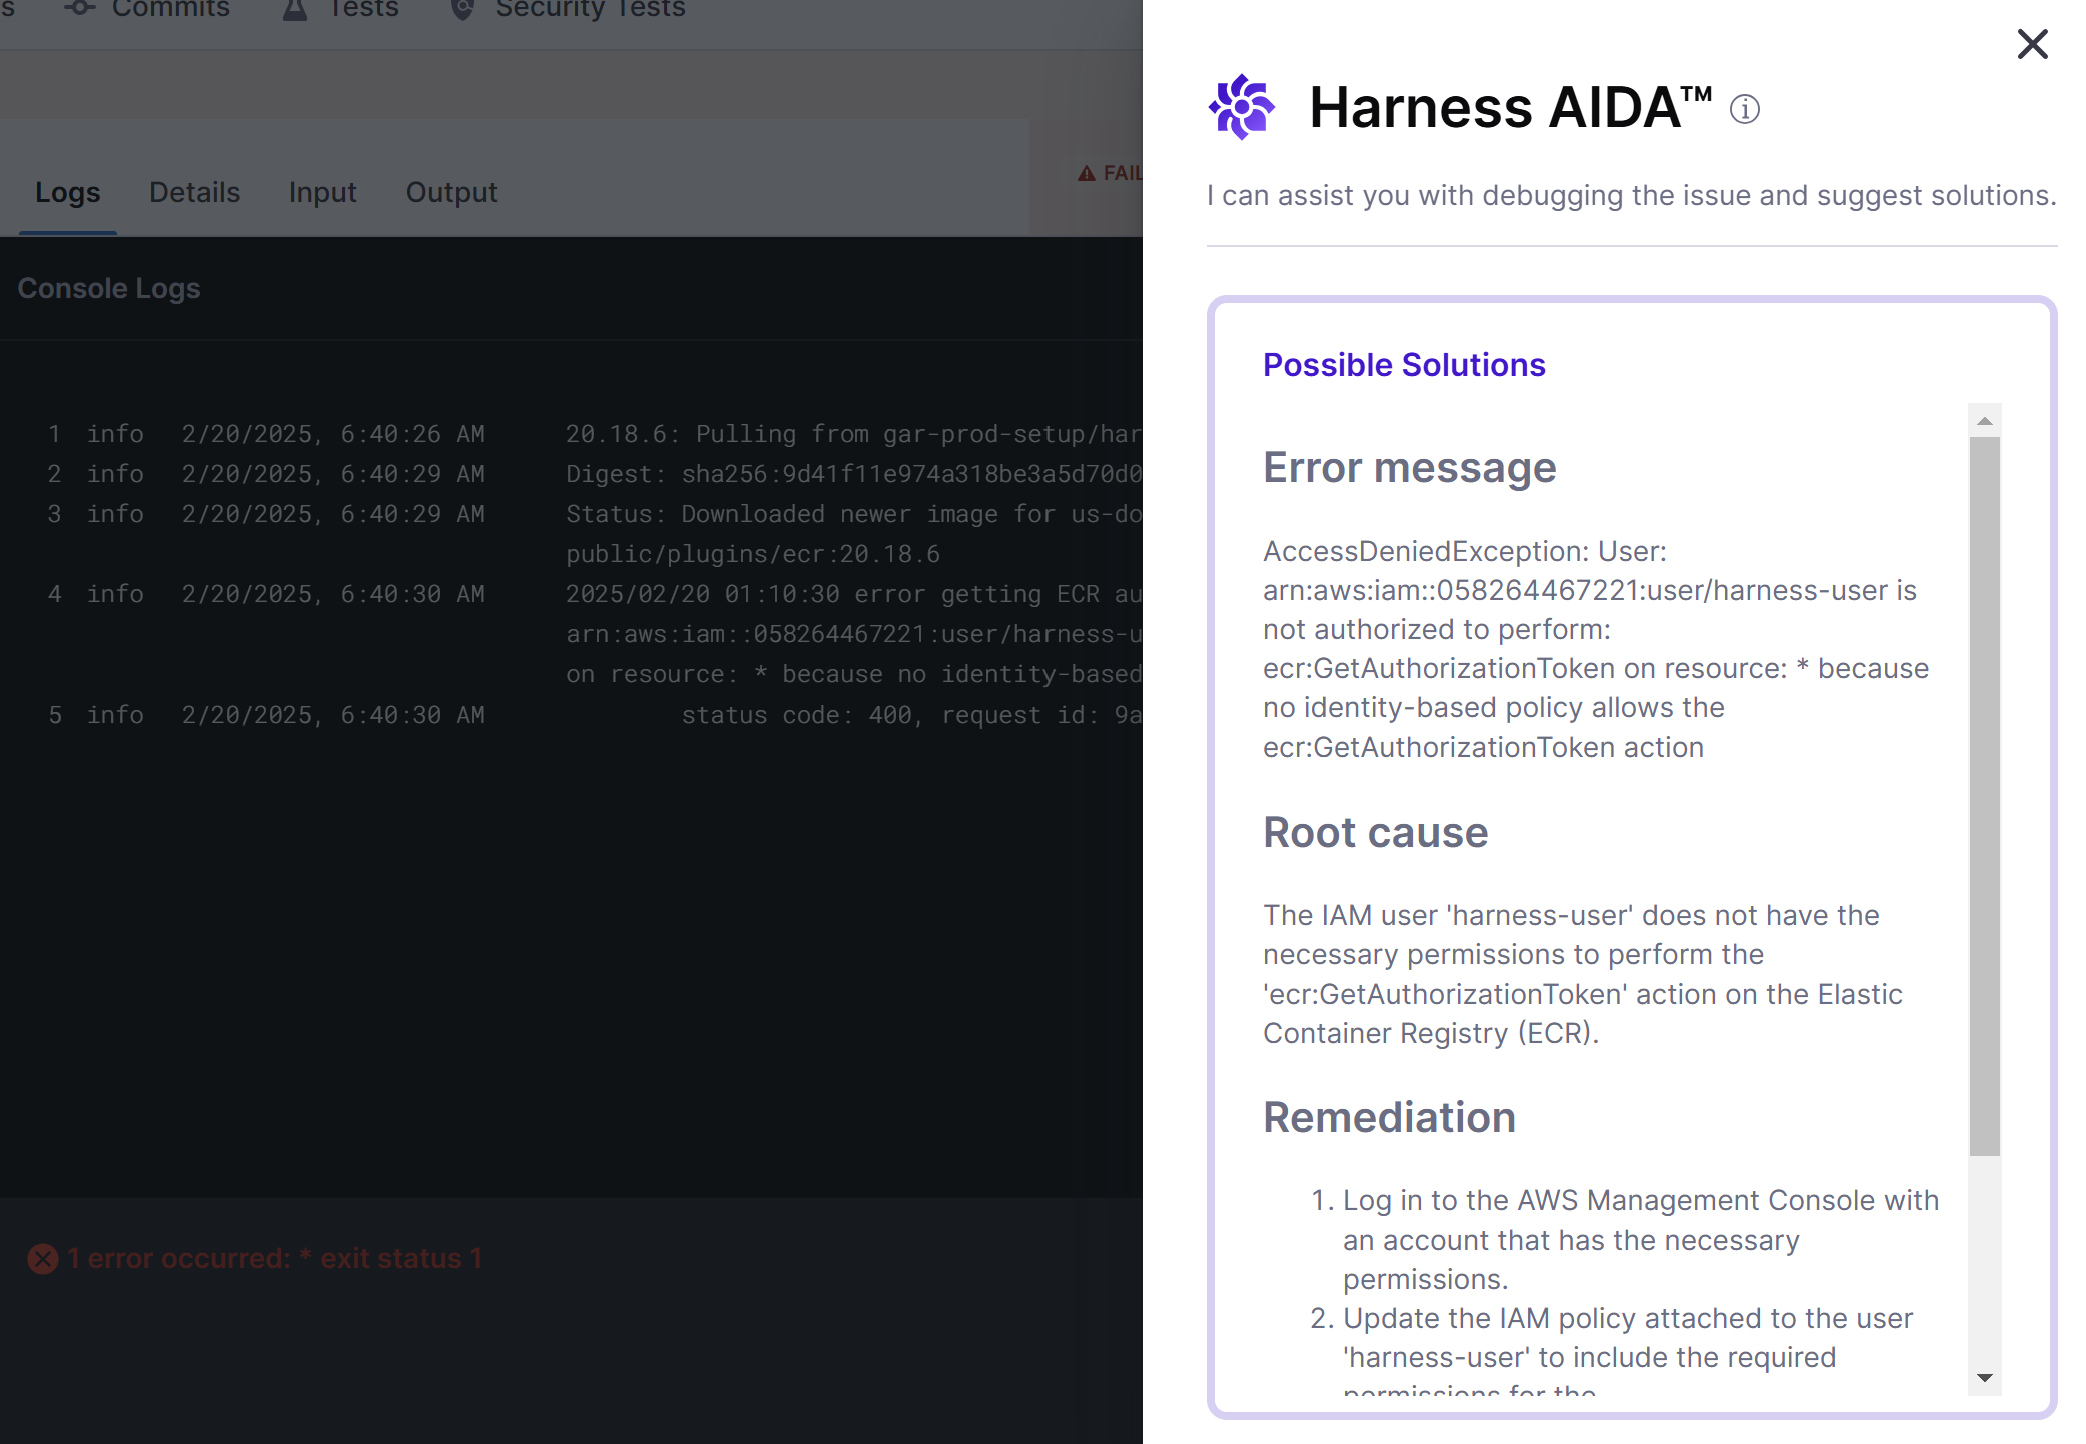 s Commits Tests Security Tests
FAIL
Logs Details Input Output
Console Logs
1 info 2/20/2025, 6:40:26 AM 20.18.6: Pulling from gar-prod-setup/har
2 info 2/20/2025, 6:40:29 AM Digest: sha256:9d41f11e974a318be3a5d70d0
3 info 2/20/2025, 6:40:29 AM Status: Downloaded newer image for us-do
public/plugins/ecr:20.18.6
4 info 2/20/2025, 6:40:30 AM 2025/02/20 01:10:30 error getting ECR au
arn:aws:iam::058264467221:user/harness-u
on resource: * because no identity-based
5 info 2/20/2025, 6:40:30 AM status code: 400, request id: 9a
1 error occurred: * exit status 1
Harness AIDA™
I can assist you with debugging the issue and suggest solutions.
Possible Solutions
Error message
AccessDeniedException: User:
arn:aws:iam::058264467221:user/harness-user is
not authorized to perform:
ecr:GetAuthorizationToken on resource: * because
no identity-based policy allows the
ecr:GetAuthorizationToken action
Root cause
The IAM user 'harness-user' does not have the
necessary permissions to perform the
'ecr:GetAuthorizationToken' action on the Elastic
Container Registry (ECR).
Remediation
1. Log in to the AWS Management Console with
an account that has the necessary
permissions.
2. Update the IAM policy attached to the user
'harness-user' to include the required
permissions for the